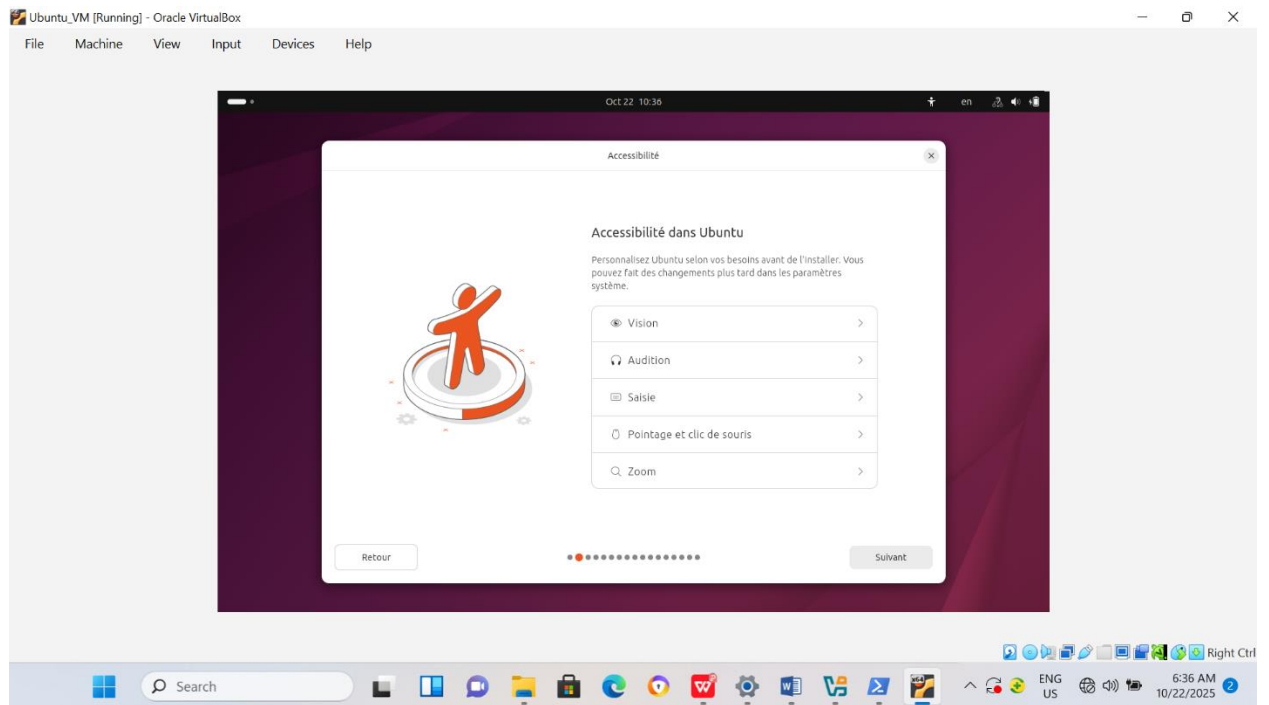 Ubuntu_VM [Running] - Oracle VirtualBox
File Machine View Input Devices Help
Oct 22 10:36
en
Accessibilité
Accessibilité dans Ubuntu
Personnalisez Ubuntu selon vos besoins avant de l'installer. Vous
pouvez fait des changements plus tard dans les paramètres
système.
Vision
Audition
Saisie
Pointage et clic de souris
Zoom
Retour
Suivant
Right Ctrl
Search
ENG
US
6:36 AM
10/22/2025
2